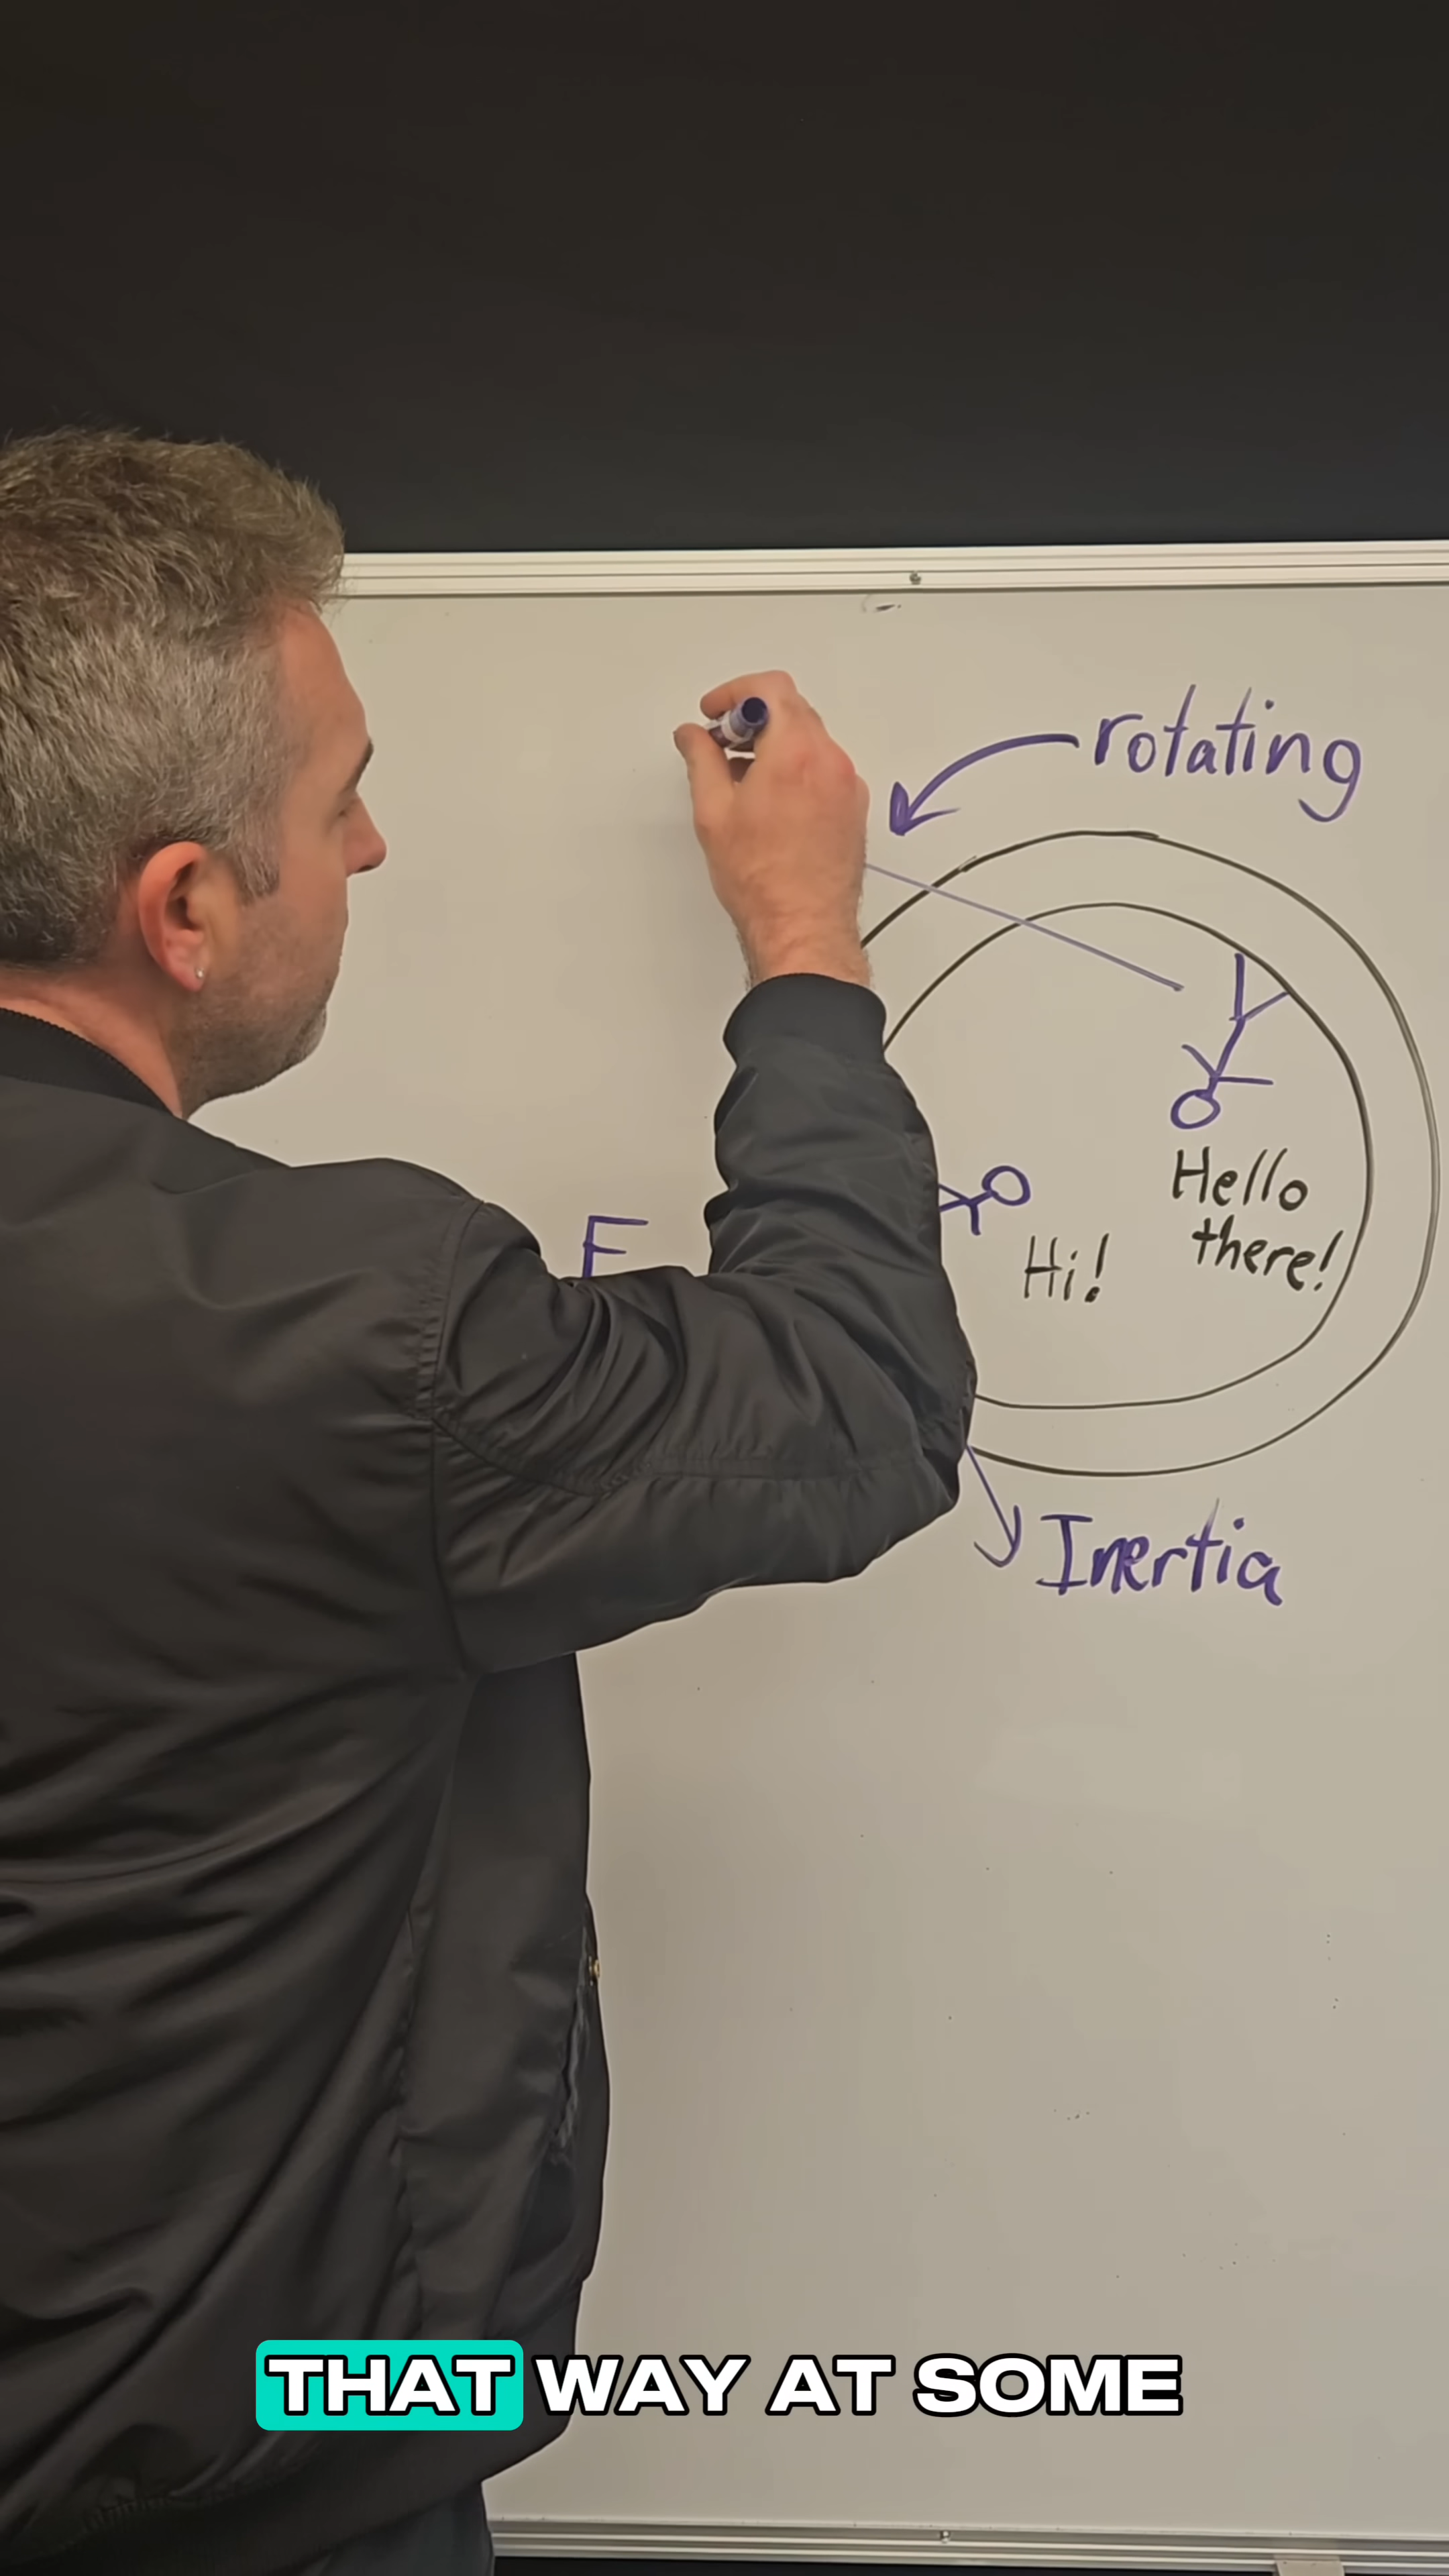 rotating
Hello
there!
Hi!
F
Inertia
THAT WAY AT SOME